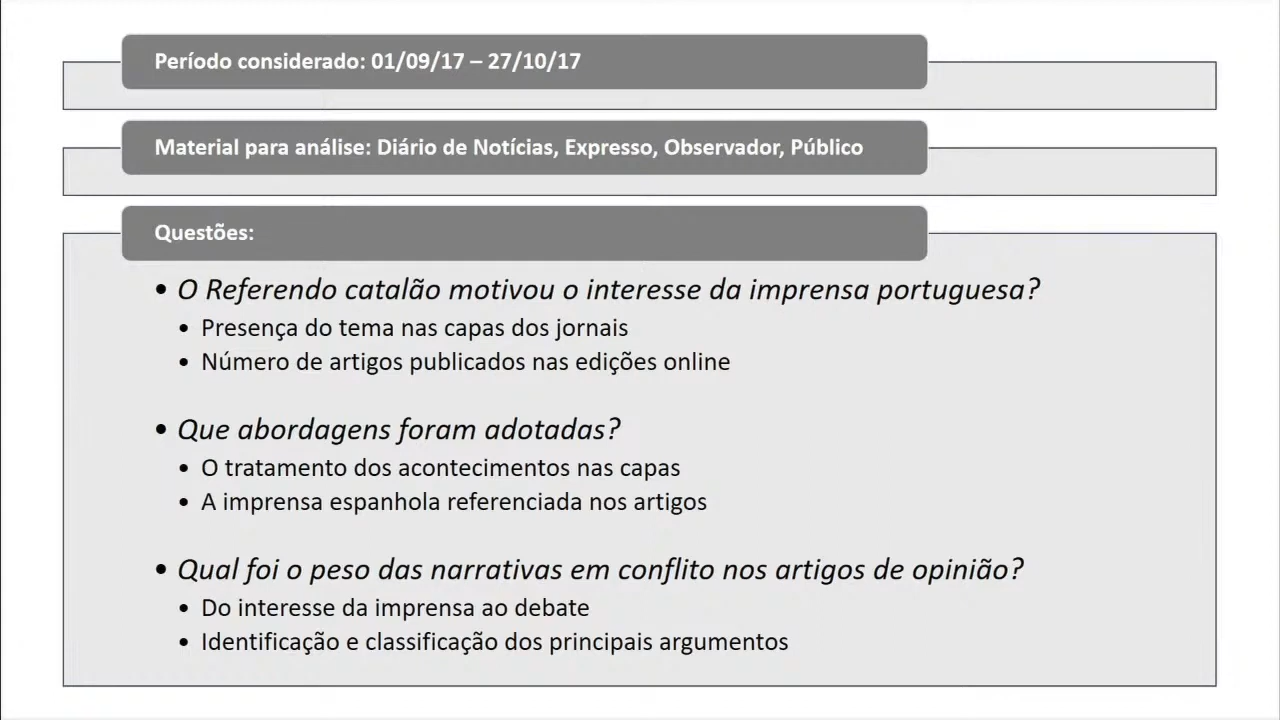 Período considerado: 01/09/17 – 27/10/17
Material para análise: Diário de Notícias, Expresso, Observador, Público
Questões:
• O Referendo catalão motivou o interesse da imprensa portuguesa?
• Presença do tema nas capas dos jornais
• Número de artigos publicados nas edições online
• Que abordagens foram adotadas?
• O tratamento dos acontecimentos nas capas
• A imprensa espanhola referenciada nos artigos
• Qual foi o peso das narrativas em conflito nos artigos de opinião?
• Do interesse da imprensa ao debate
• Identificação e classificação dos principais argumentos